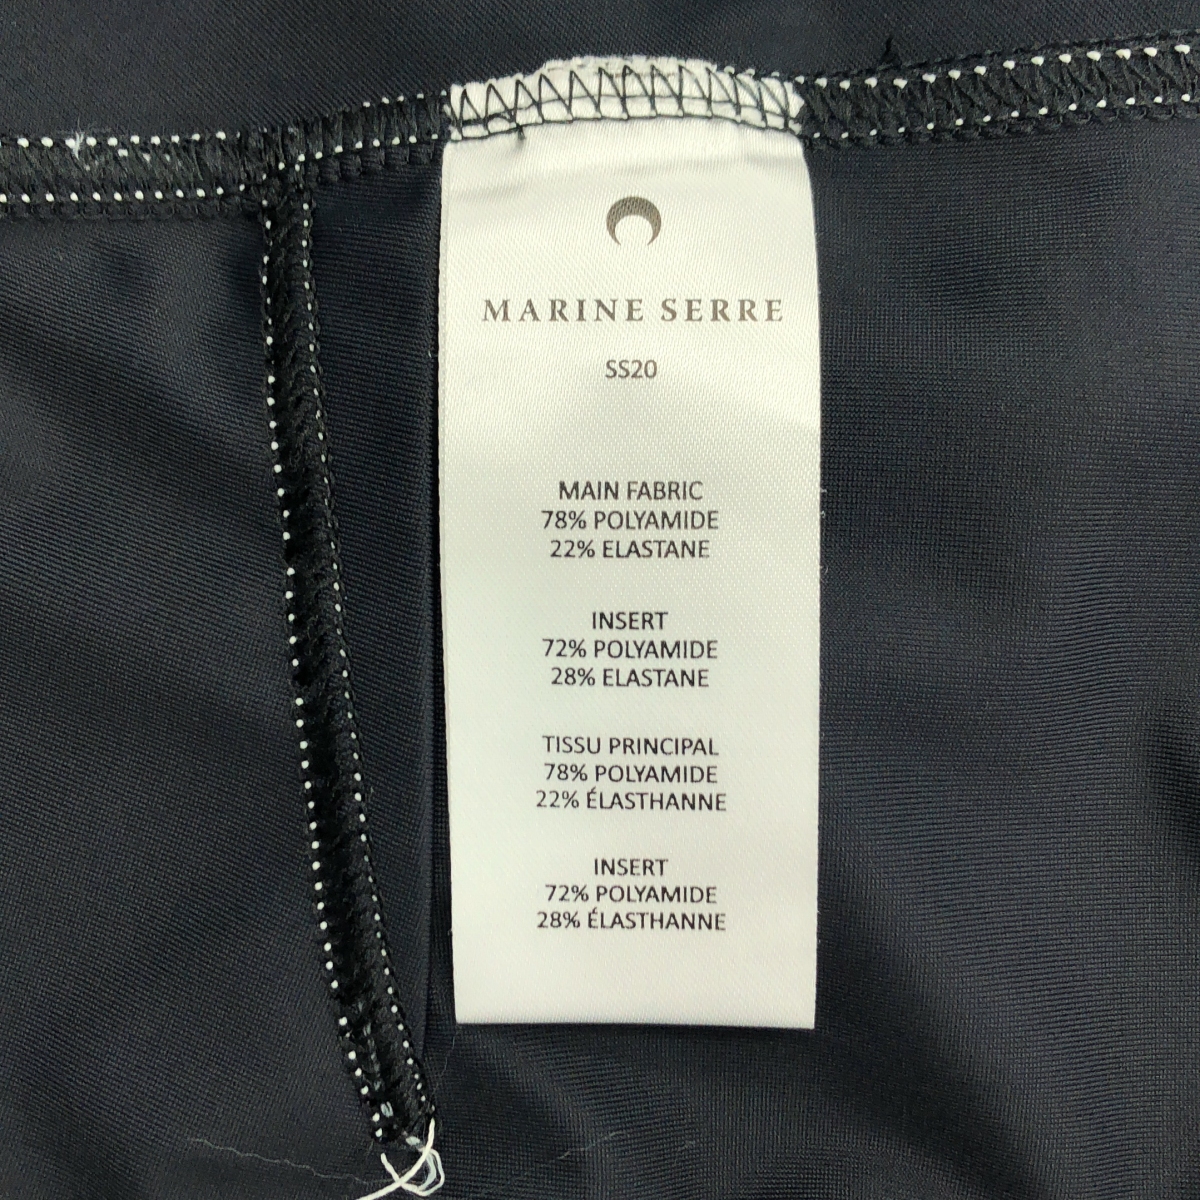 MARINE SERRE
SS20
MAIN FABRIC
78% POLYAMIDE
22% ELASTANE
INSERT
72% POLYAMIDE
28% ELASTANE
TISSU PRINCIPAL
78% POLYAMIDE
22% ÉLASTHANNE
INSERT
72% POLYAMIDE
28% ÉLASTHANNE